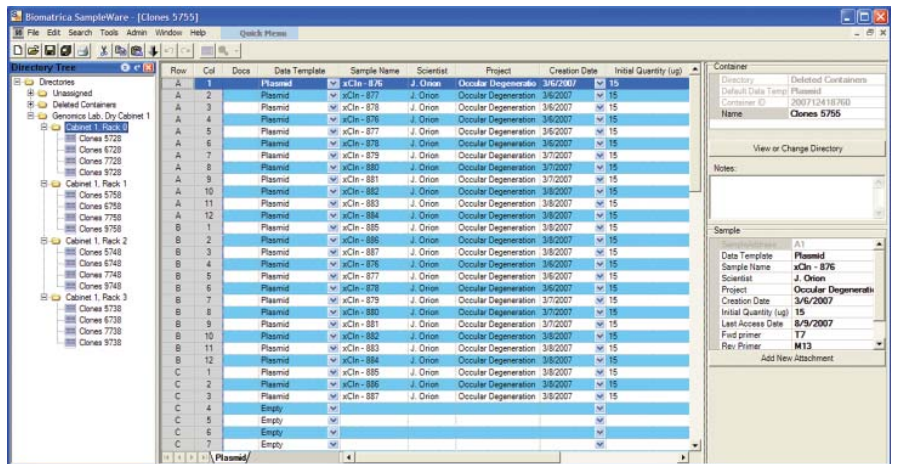 Biomatrica SampleWare - [Clones 5755]
File Edit Search Tools Admin Window Help Quick Menu
Directory Tree
Directories
Unassigned
Deleted Containers
Genomics Lab, Dry Cabinet 1
Cabinet 1, Rack 0
Clones 5728
Clones 6728
Clones 7728
Clones 9728
Cabinet 1, Rack 1
Clones 5758
Clones 6758
Clones 7758
Clones 9758
Cabinet 1, Rack 2
Clones 5748
Clones 6748
Clones 7748
Clones 9748
Cabinet 1, Rack 3
Clones 5738
Clones 6738
Clones 7738
Clones 9738
Row Col Docs Data Template Sample Name Scientist Project Creation Date Initial Quantity (ug)
A 1 Plasmid xCln - 876 J. Orion Occular Degeneratio 3/6/2007 15
A 2 Plasmid xCln - 877 J. Orion Occular Degeneration 3/6/2007 15
A 3 Plasmid xCln - 878 J. Orion Occular Degeneration 3/6/2007 15
A 4 Plasmid xCln - 876 J. Orion Occular Degeneration 3/6/2007 15
A 5 Plasmid xCln - 877 J. Orion Occular Degeneration 3/6/2007 15
A 6 Plasmid xCln - 878 J. Orion Occular Degeneration 3/6/2007 15
A 7 Plasmid xCln - 879 J. Orion Occular Degeneration 3/7/2007 15
A 8 Plasmid xCln - 880 J. Orion Occular Degeneration 3/7/2007 15
A 9 Plasmid xCln - 881 J. Orion Occular Degeneration 3/7/2007 15
A 10 Plasmid xCln - 882 J. Orion Occular Degeneration 3/8/2007 15
A 11 Plasmid xCln - 883 J. Orion Occular Degeneration 3/8/2007 15
A 12 Plasmid xCln - 884 J. Orion Occular Degeneration 3/8/2007 15
B 1 Plasmid xCln - 885 J. Orion Occular Degeneration 3/8/2007 15
B 2 Plasmid xCln - 886 J. Orion Occular Degeneration 3/8/2007 15
B 3 Plasmid xCln - 887 J. Orion Occular Degeneration 3/8/2007 15
B 4 Plasmid xCln - 876 J. Orion Occular Degeneration 3/6/2007 15
B 5 Plasmid xCln - 877 J. Orion Occular Degeneration 3/6/2007 15
B 6 Plasmid xCln - 878 J. Orion Occular Degeneration 3/6/2007 15
B 7 Plasmid xCln - 879 J. Orion Occular Degeneration 3/7/2007 15
B 8 Plasmid xCln - 880 J. Orion Occular Degeneration 3/7/2007 15
B 9 Plasmid xCln - 881 J. Orion Occular Degeneration 3/7/2007 15
B 10 Plasmid xCln - 882 J. Orion Occular Degeneration 3/8/2007 15
B 11 Plasmid xCln - 883 J. Orion Occular Degeneration 3/8/2007 15
B 12 Plasmid xCln - 884 J. Orion Occular Degeneration 3/8/2007 15
C 1 Plasmid xCln - 885 J. Orion Occular Degeneration 3/8/2007 15
C 2 Plasmid xCln - 886 J. Orion Occular Degeneration 3/8/2007 15
C 3 Plasmid xCln - 887 J. Orion Occular Degeneration 3/8/2007 15
C 4 Empty
C 5 Empty
C 6 Empty
C 7 Empty
Plasmid
Container
Directory Deleted Containers
Default Data Temp Plasmid
Container ID 200712418760
Name Clones 5755
View or Change Directory
Notes:
Sample
SampleAddress A1
Data Template Plasmid
Sample Name xCln - 876
Scientist J. Orion
Project Occular Degenerati
Creation Date 3/6/2007
Initial Quantity (ug) 15
Last Access Date 8/9/2007
Fwd primer T7
Rev Primer M13
Add New Attachment